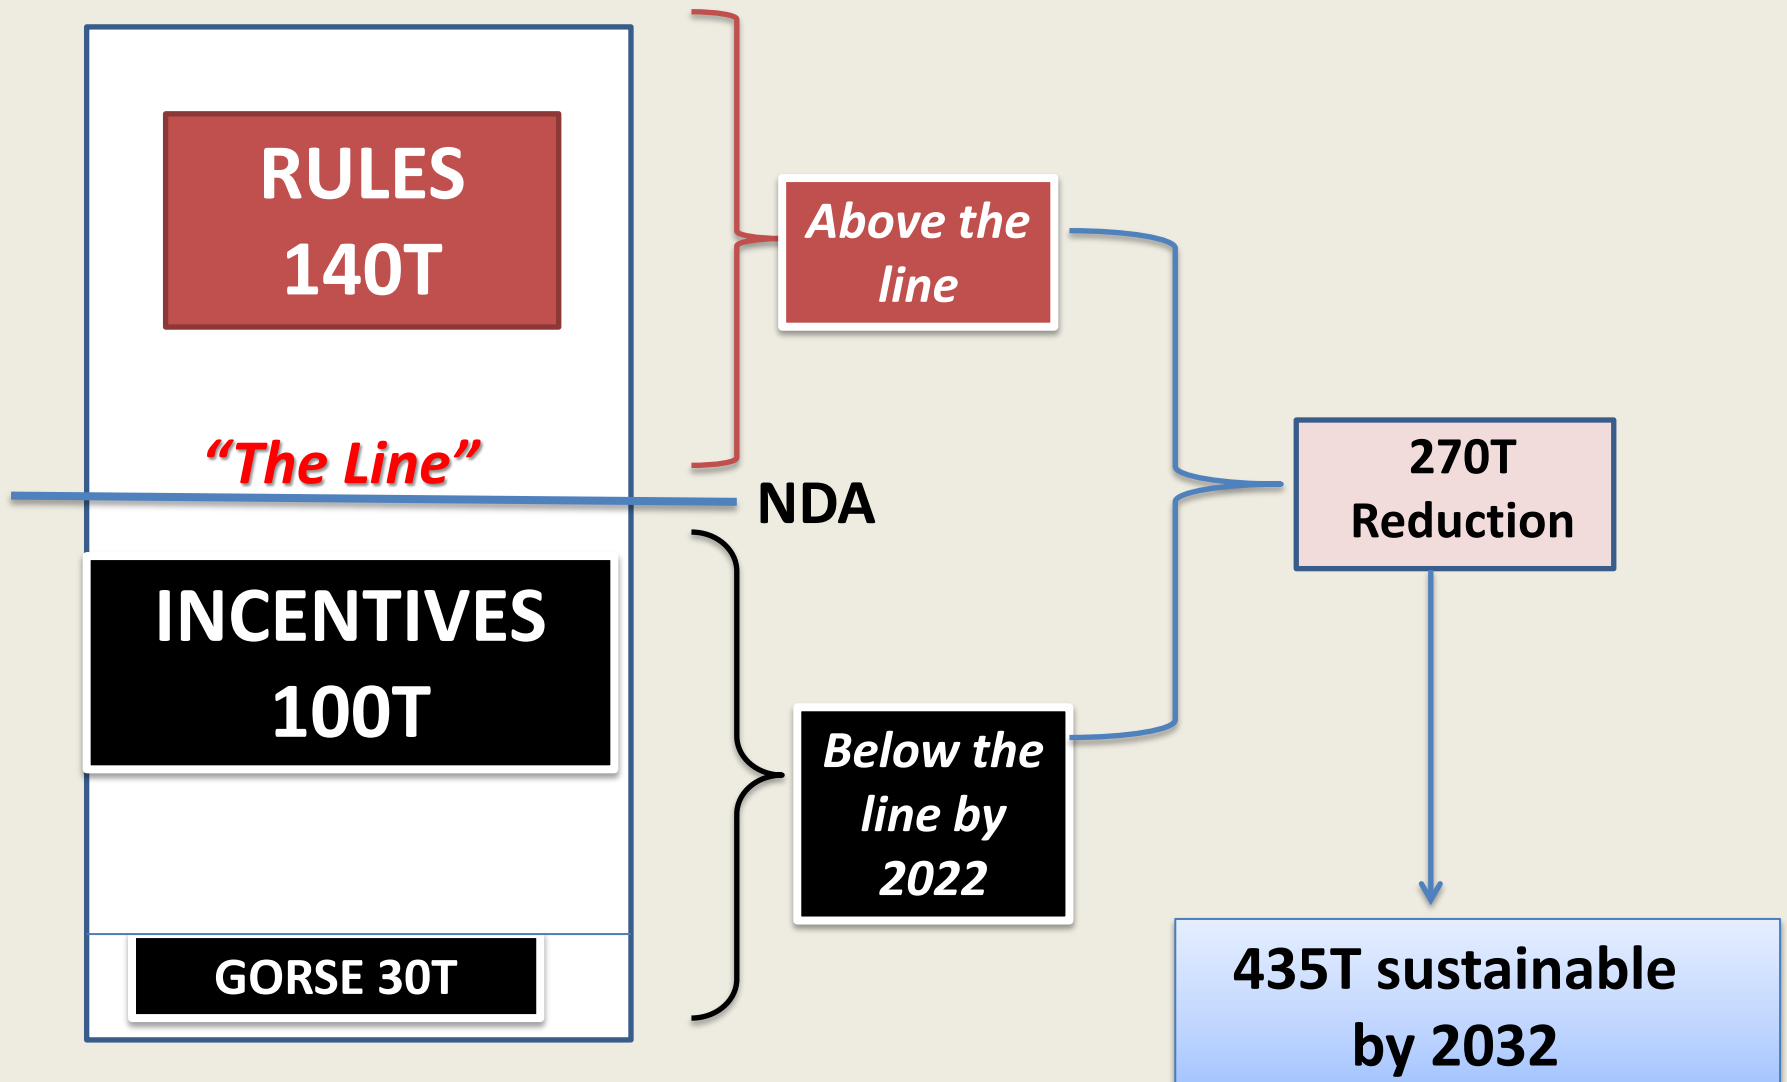 RULES
140T
“The Line”
NDA
INCENTIVES
100T
GORSE 30T
Above the
line
Below the
line by
2022
270T
Reduction
435T sustainable
by 2032